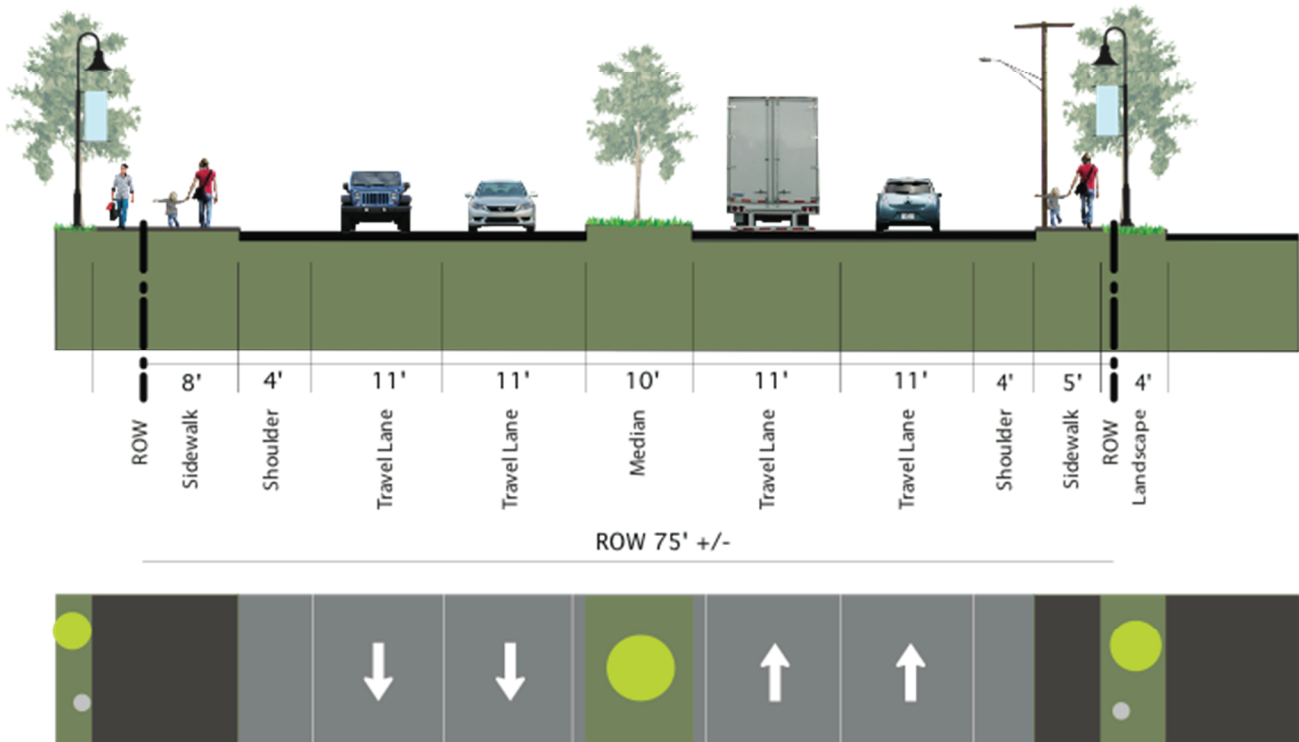 8' 4' 11' 11' 10' 11' 11' 4' 5' 4'
ROW
Sidewalk
Shoulder
Travel Lane
Travel Lane
Median
Travel Lane
Travel Lane
Shoulder
Sidewalk
ROW
Landscape
ROW 75' +/-